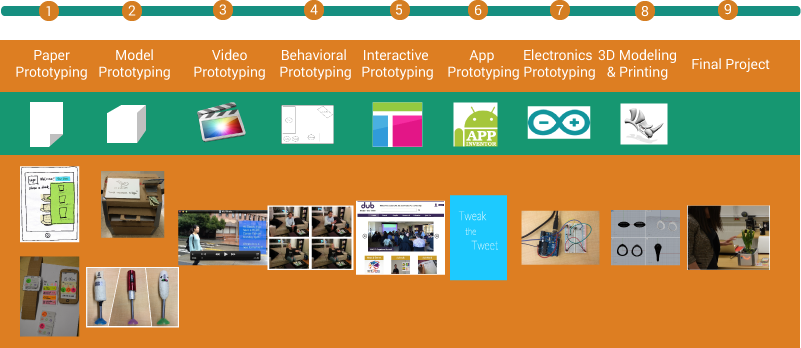 1 2 3 4 5 6 7 8 9
Paper
Prototyping
Model
Prototyping
Video
Prototyping
Behavioral
Prototyping
Interactive
Prototyping
App
Prototyping
Electronics
Prototyping
3D Modeling
& Printing
Final Project
APP
INVENTOR
dub
Tweak
the
Tweet